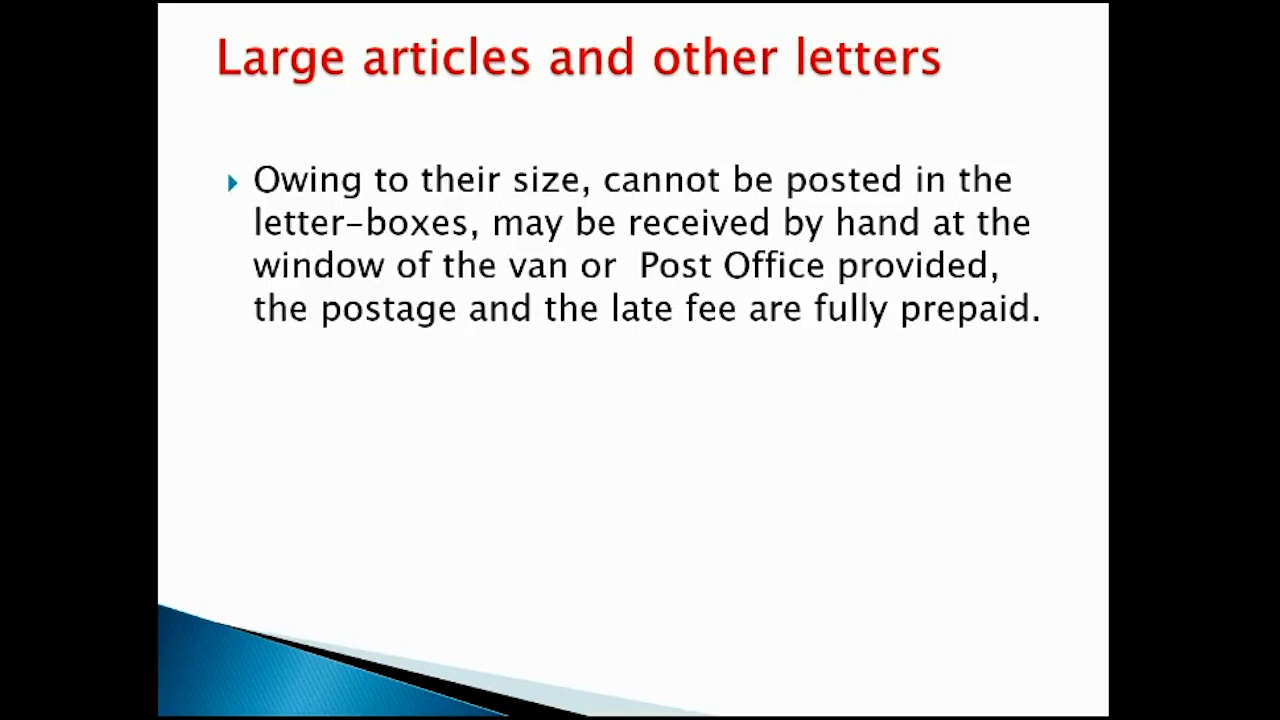 Large articles and other letters
Owing to their size, cannot be posted in the
letter-boxes, may be received by hand at the
window of the van or  Post Office provided,
the postage and the late fee are fully prepaid.